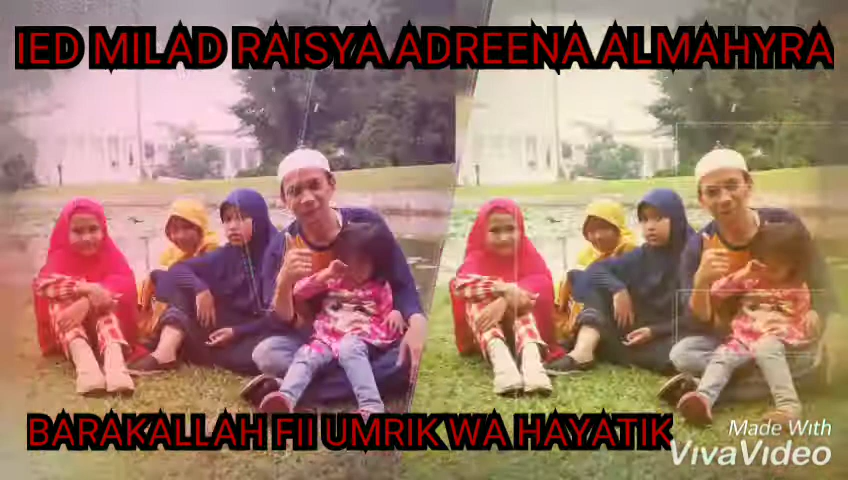 IED MILAD RAISYA ADREENA ALMAHYRA
BARAKALLAH FII UMRIK WA HAYATIK
Made With
VivaVideo